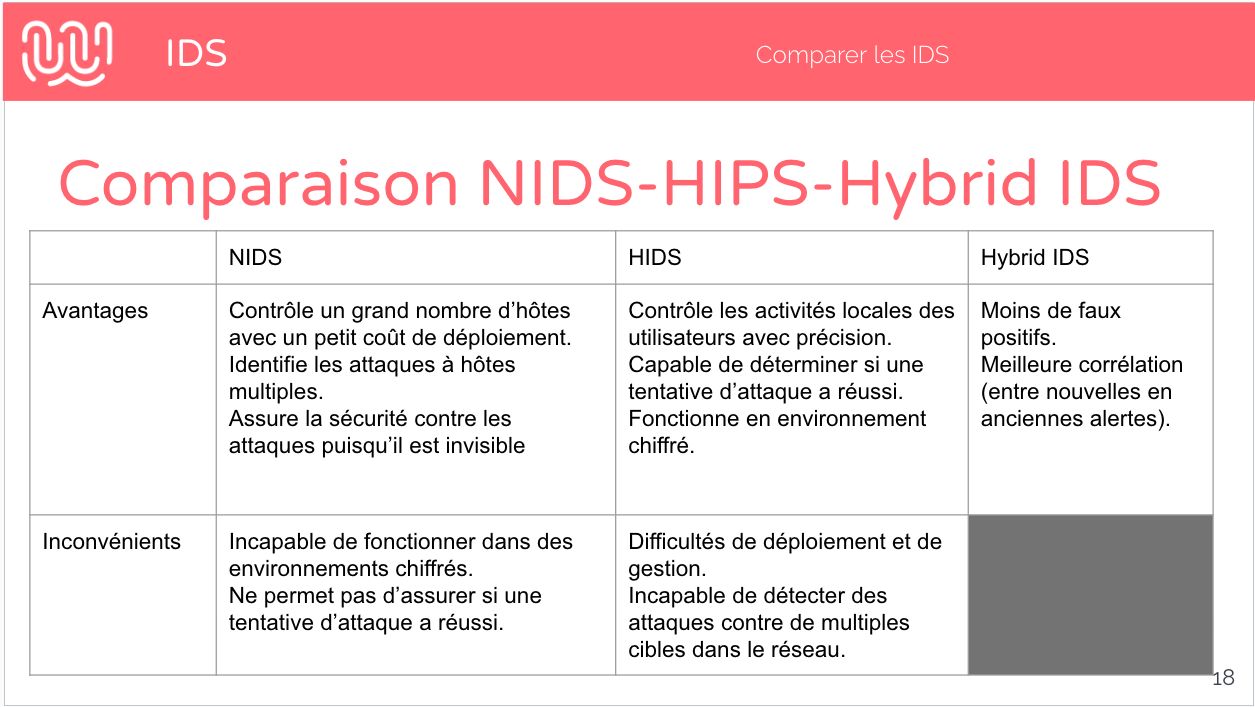 IDS
Comparer les IDS
Comparaison NIDS-HIPS-Hybrid IDS
NIDS
HIDS
Hybrid IDS
Avantages
Contrôle un grand nombre d’hôtes
avec un petit coût de déploiement.
Identifie les attaques à hôtes
multiples.
Assure la sécurité contre les
attaques puisqu’il est invisible
Contrôle les activités locales des
utilisateurs avec précision.
Capable de déterminer si une
tentative d’attaque a réussi.
Fonctionne en environnement
chiffré.
Moins de faux
positifs.
Meilleure corrélation
(entre nouvelles en
anciennes alertes).
Inconvénients
Incapable de fonctionner dans des
environnements chiffrés.
Ne permet pas d’assurer si une
tentative d’attaque a réussi.
Difficultés de déploiement et de
gestion.
Incapable de détecter des
attaques contre de multiples
cibles dans le réseau.
18